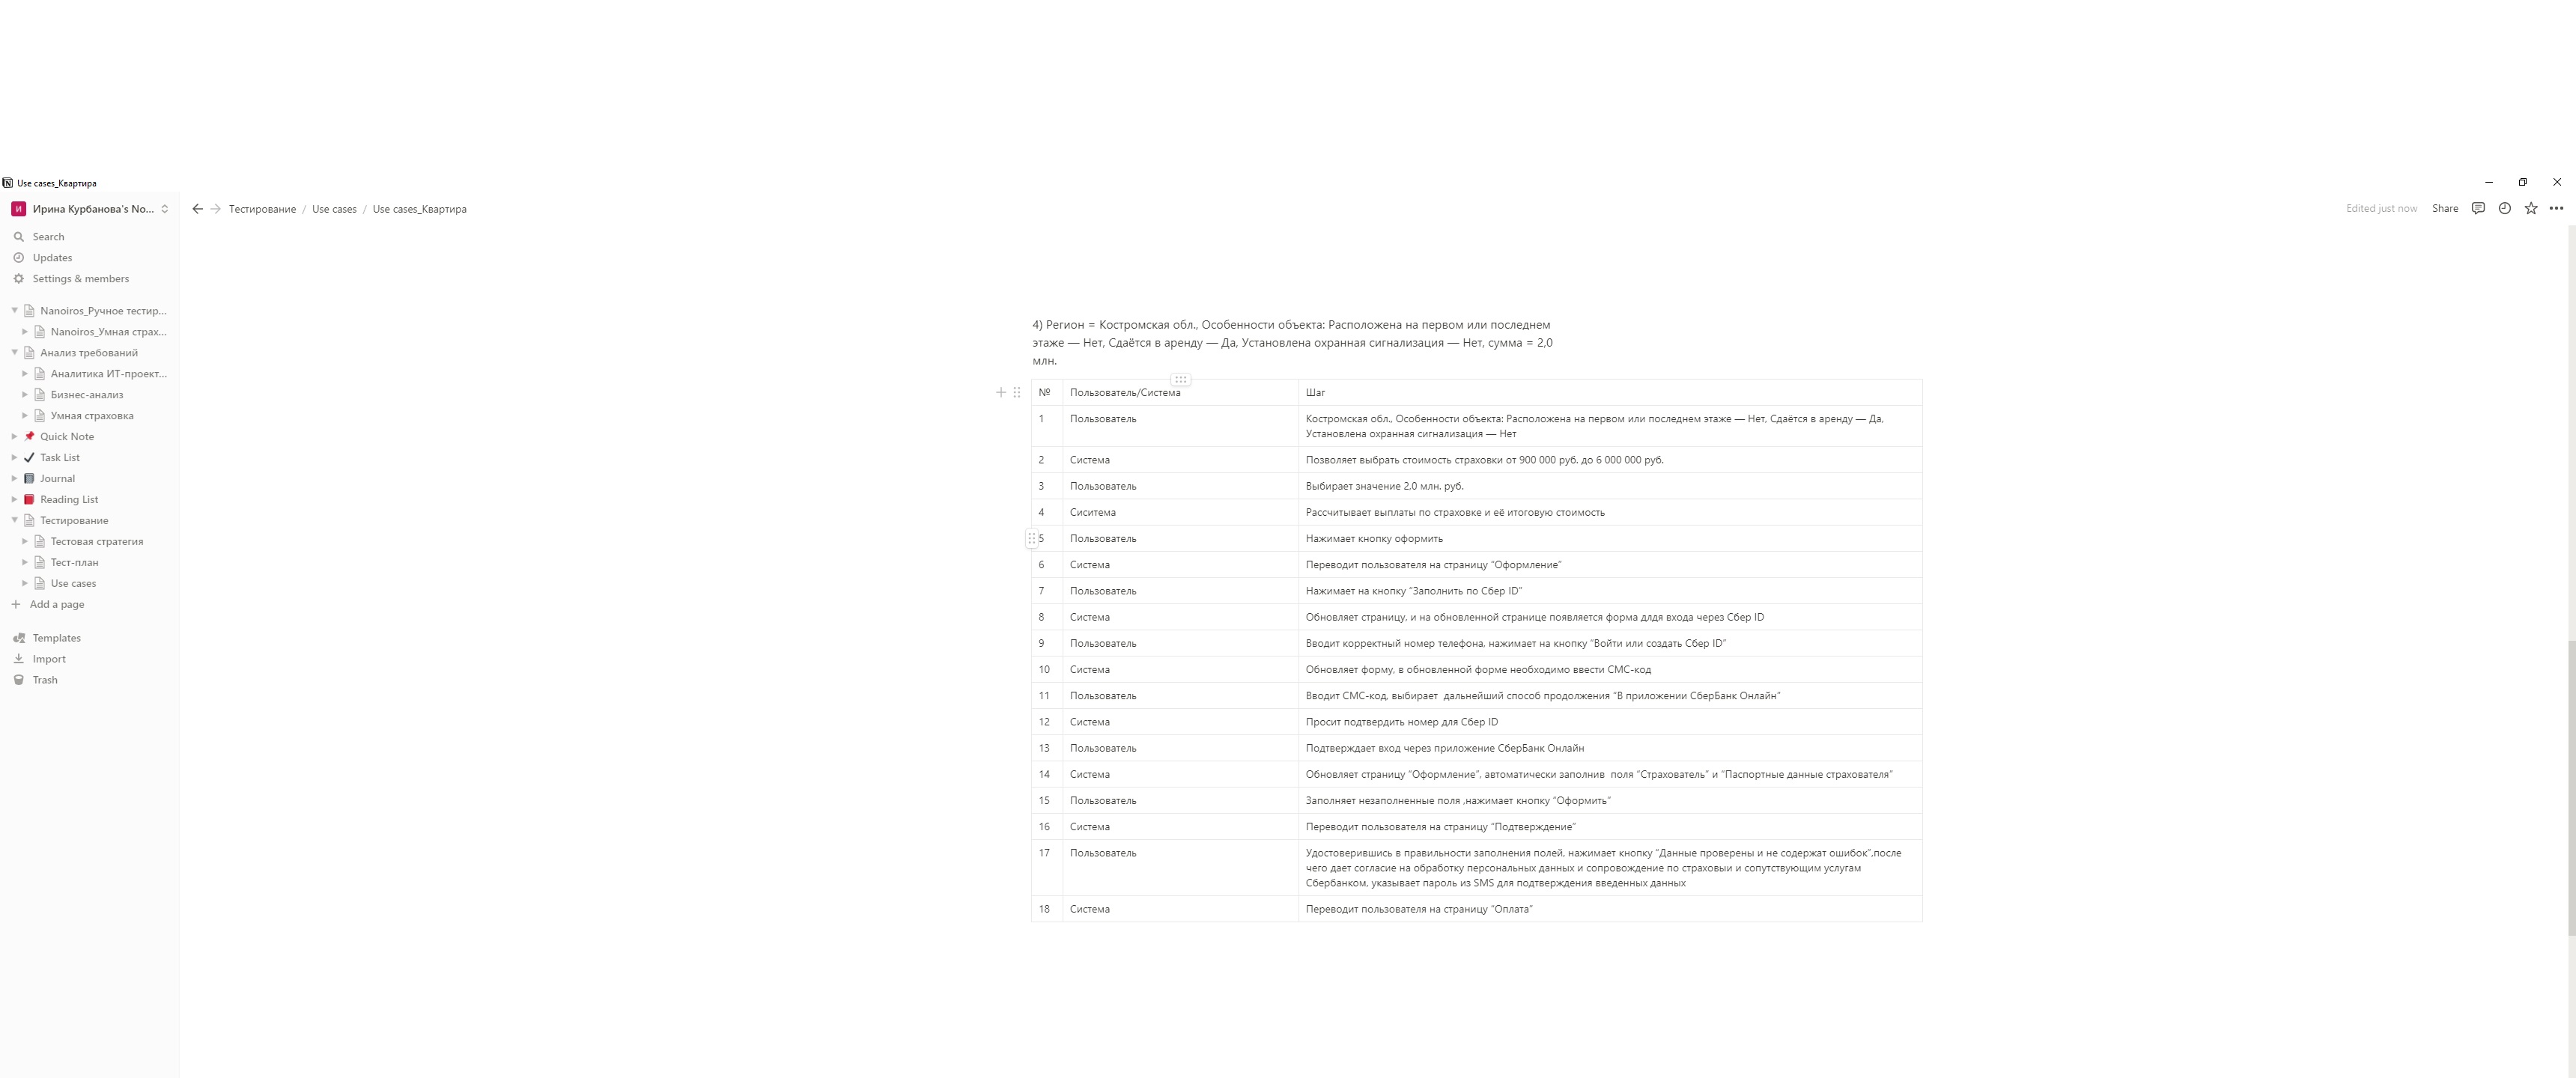 Use cases_Квартира
И Ирина Курбанова's No...
Search
Updates
Settings & members
Nanoiros_Ручное тестир...
Nanoiros_Умная страх...
Анализ требований
Аналитика ИТ-проект...
Бизнес-анализ
Умная страховка
Quick Note
Task List
Journal
Reading List
Тестирование
Тестовая стратегия
Тест-план
Use cases
Add a page
Templates
Import
Trash
Тестирование / Use cases / Use cases_Квартира
Edited just now Share
4) Регион = Костромская обл., Особенности объекта: Расположена на первом или последнем
этаже — Нет, Сдаётся в аренду — Да, Установлена охранная сигнализация — Нет, сумма = 2,0
млн.
№ Пользователь/Система Шаг
1 Пользователь Костромская обл., Особенности объекта: Расположена на первом или последнем этаже — Нет, Сдаётся в аренду — Да,
Установлена охранная сигнализация — Нет
2 Система Позволяет выбрать стоимость страховки от 900 000 руб. до 6 000 000 руб.
3 Пользователь Выбирает значение 2,0 млн. руб.
4 Сиситема Рассчитывает выплаты по страховке и её итоговую стоимость
5 Пользователь Нажимает кнопку оформить
6 Система Переводит пользователя на страницу “Оформление”
7 Пользователь Нажимает на кнопку “Заполнить по Сбер ID”
8 Система Обновляет страницу, и на обновленной странице появляется форма длдя входа через Сбер ID
9 Пользователь Вводит корректный номер телефона, нажимает на кнопку “Войти или создать Сбер ID”
10 Система Обновляет форму, в обновленной форме необходимо ввести СМС-код
11 Пользователь Вводит СМС-код, выбирает  дальнейший способ продолжения “В приложении СберБанк Онлайн”
12 Система Просит подтвердить номер для Сбер ID
13 Пользователь Подтверждает вход через приложение СберБанк Онлайн
14 Система Обновляет страницу “Оформление”, автоматически заполнив  поля “Страхователь” и “Паспортные данные страхователя”
15 Пользователь Заполняет незаполненные поля ,нажимает кнопку “Оформить”
16 Система Переводит пользователя на страницу “Подтверждение”
17 Пользователь Удостоверившись в правильности заполнения полей, нажимает кнопку “Данные проверены и не содержат ошибок”,после
чего дает согласие на обработку персональных данных и сопровождение по страховыи и сопутствующим услугам
Сбербанком, указывает пароль из SMS для подтверждения введенных данных
18 Система Переводит пользователя на страницу “Оплата”